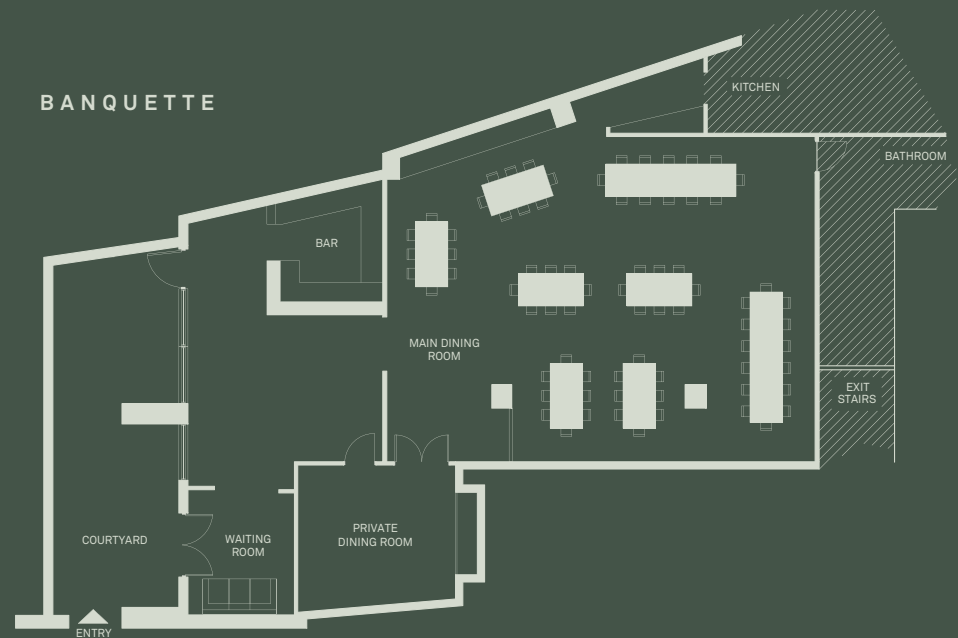 BANQUETTE
KITCHEN
BATHROOM
BAR
MAIN DINING
ROOM
EXIT
STAIRS
COURTYARD
WAITING
ROOM
PRIVATE
DINING ROOM
ENTRY